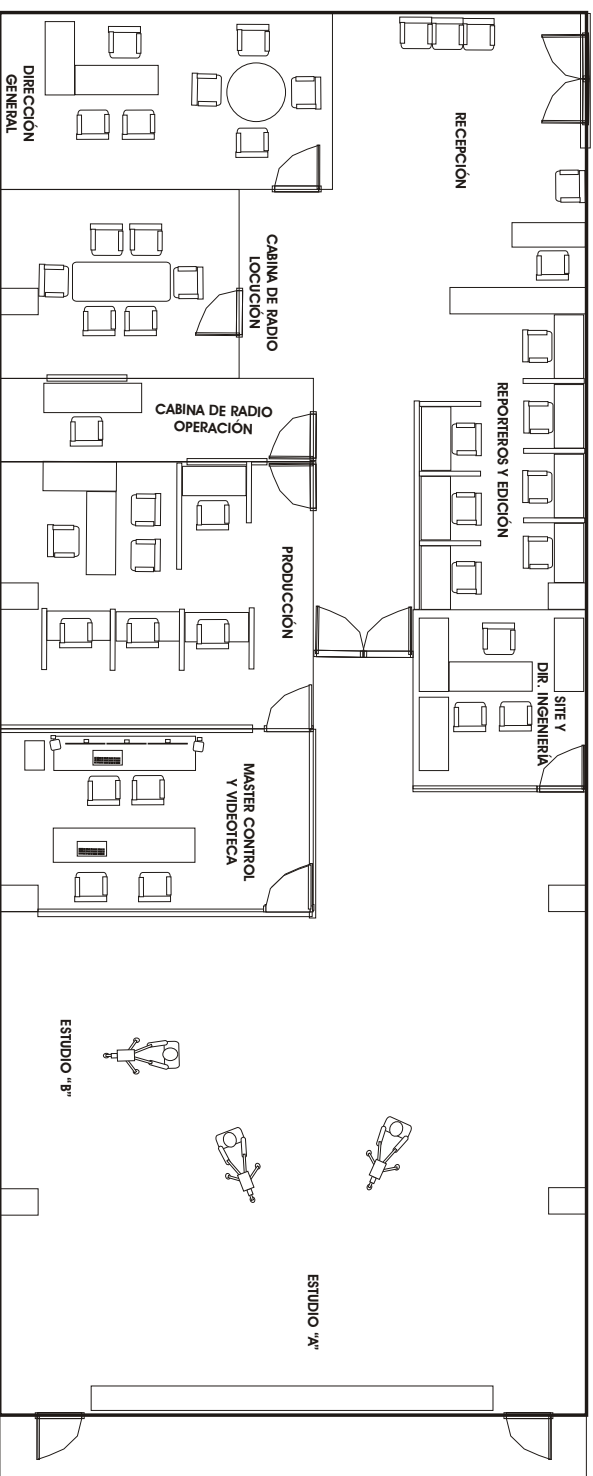 DIRECCIÓN
GENERAL
RECEPCIÓN
CABINA DE RADIO
LOCUCIÓN
CABINA DE RADIO
OPERACIÓN
REPORTEROS Y EDICIÓN
PRODUCCIÓN
SITE Y
DIR. INGENIERÍA
MASTER CONTROL
Y VIDEOTECA
ESTUDIO "B"
ESTUDIO "A"